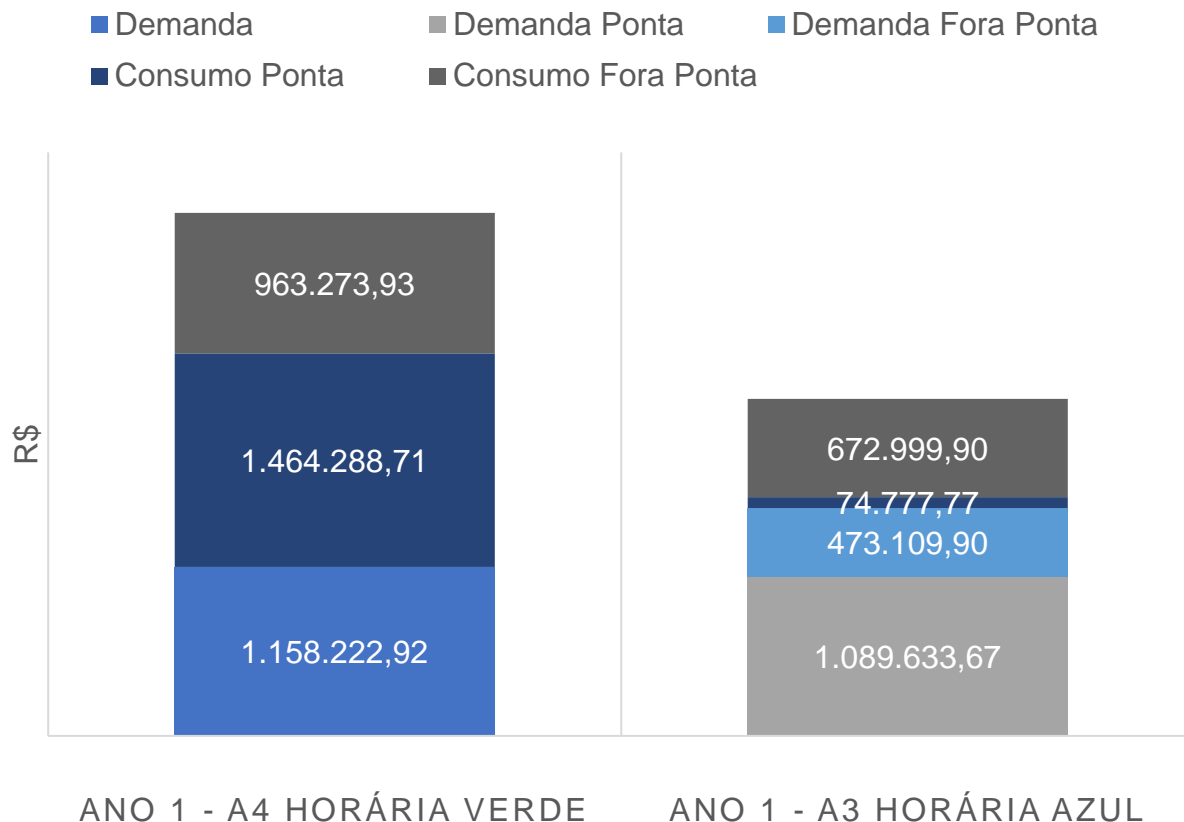 Demanda Demanda Ponta Demanda Fora Ponta
Consumo Ponta Consumo Fora Ponta
R$
963.273,93
1.464.288,71
1.158.222,92
672.999,90
74.777,77
473.109,90
1.089.633,67
ANO 1 - A4 HORÁRIA VERDE ANO 1 - A3 HORÁRIA AZUL